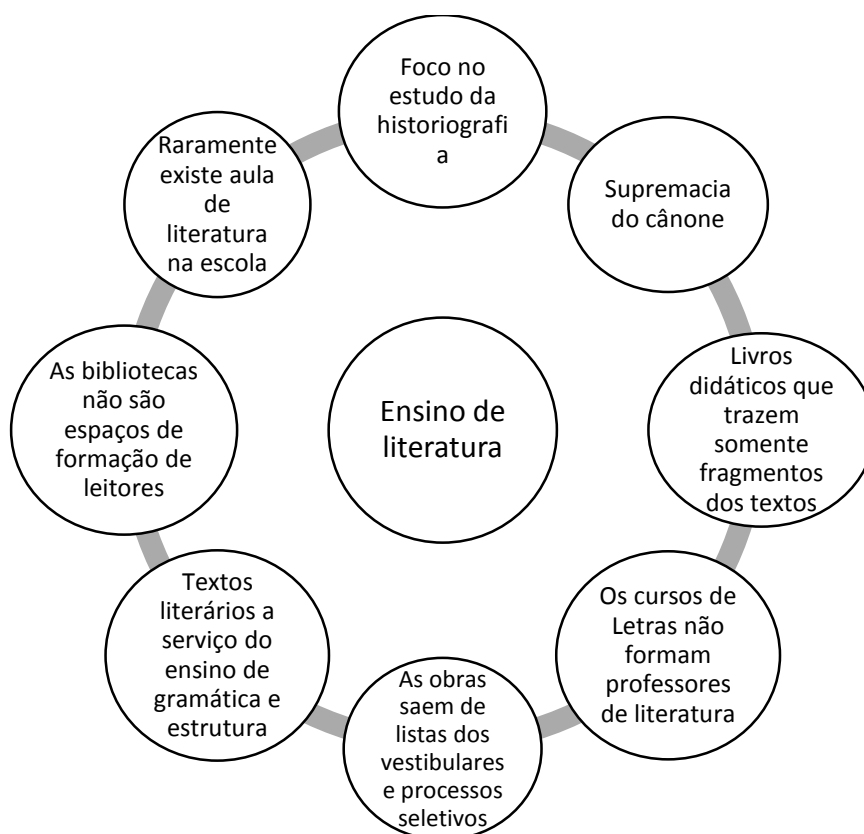 Foco no
estudo da
historiografi
a
Supremacia
do cânone
Livros
didáticos que
trazem
somente
fragmentos
dos textos
Os cursos de
Letras não
formam
professores
de literatura
As obras
saem de
listas dos
vestibulares
e processos
seletivos
Textos
literários a
serviço do
ensino de
gramática e
estrutura
As bibliotecas
não são
espaços de
formação de
leitores
Raramente
existe aula
de
literatura
na escola
Ensino de
literatura